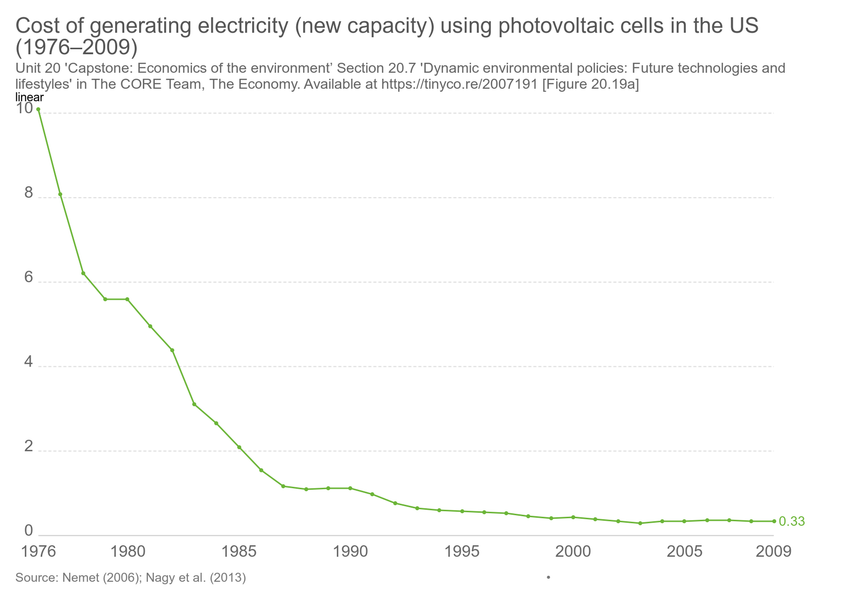 Cost of generating electricity (new capacity) using photovoltaic cells in the US
(1976–2009)
Unit 20 'Capstone: Economics of the environment’ Section 20.7 'Dynamic environmental policies: Future technologies and
lifestyles' in The CORE Team, The Economy. Available at https://tinyco.re/2007191 [Figure 20.19a]
linear
10
8
6
4
2
0
0.33
1976 1980 1985 1990 1995 2000 2005 2009
Source: Nemet (2006); Nagy et al. (2013)